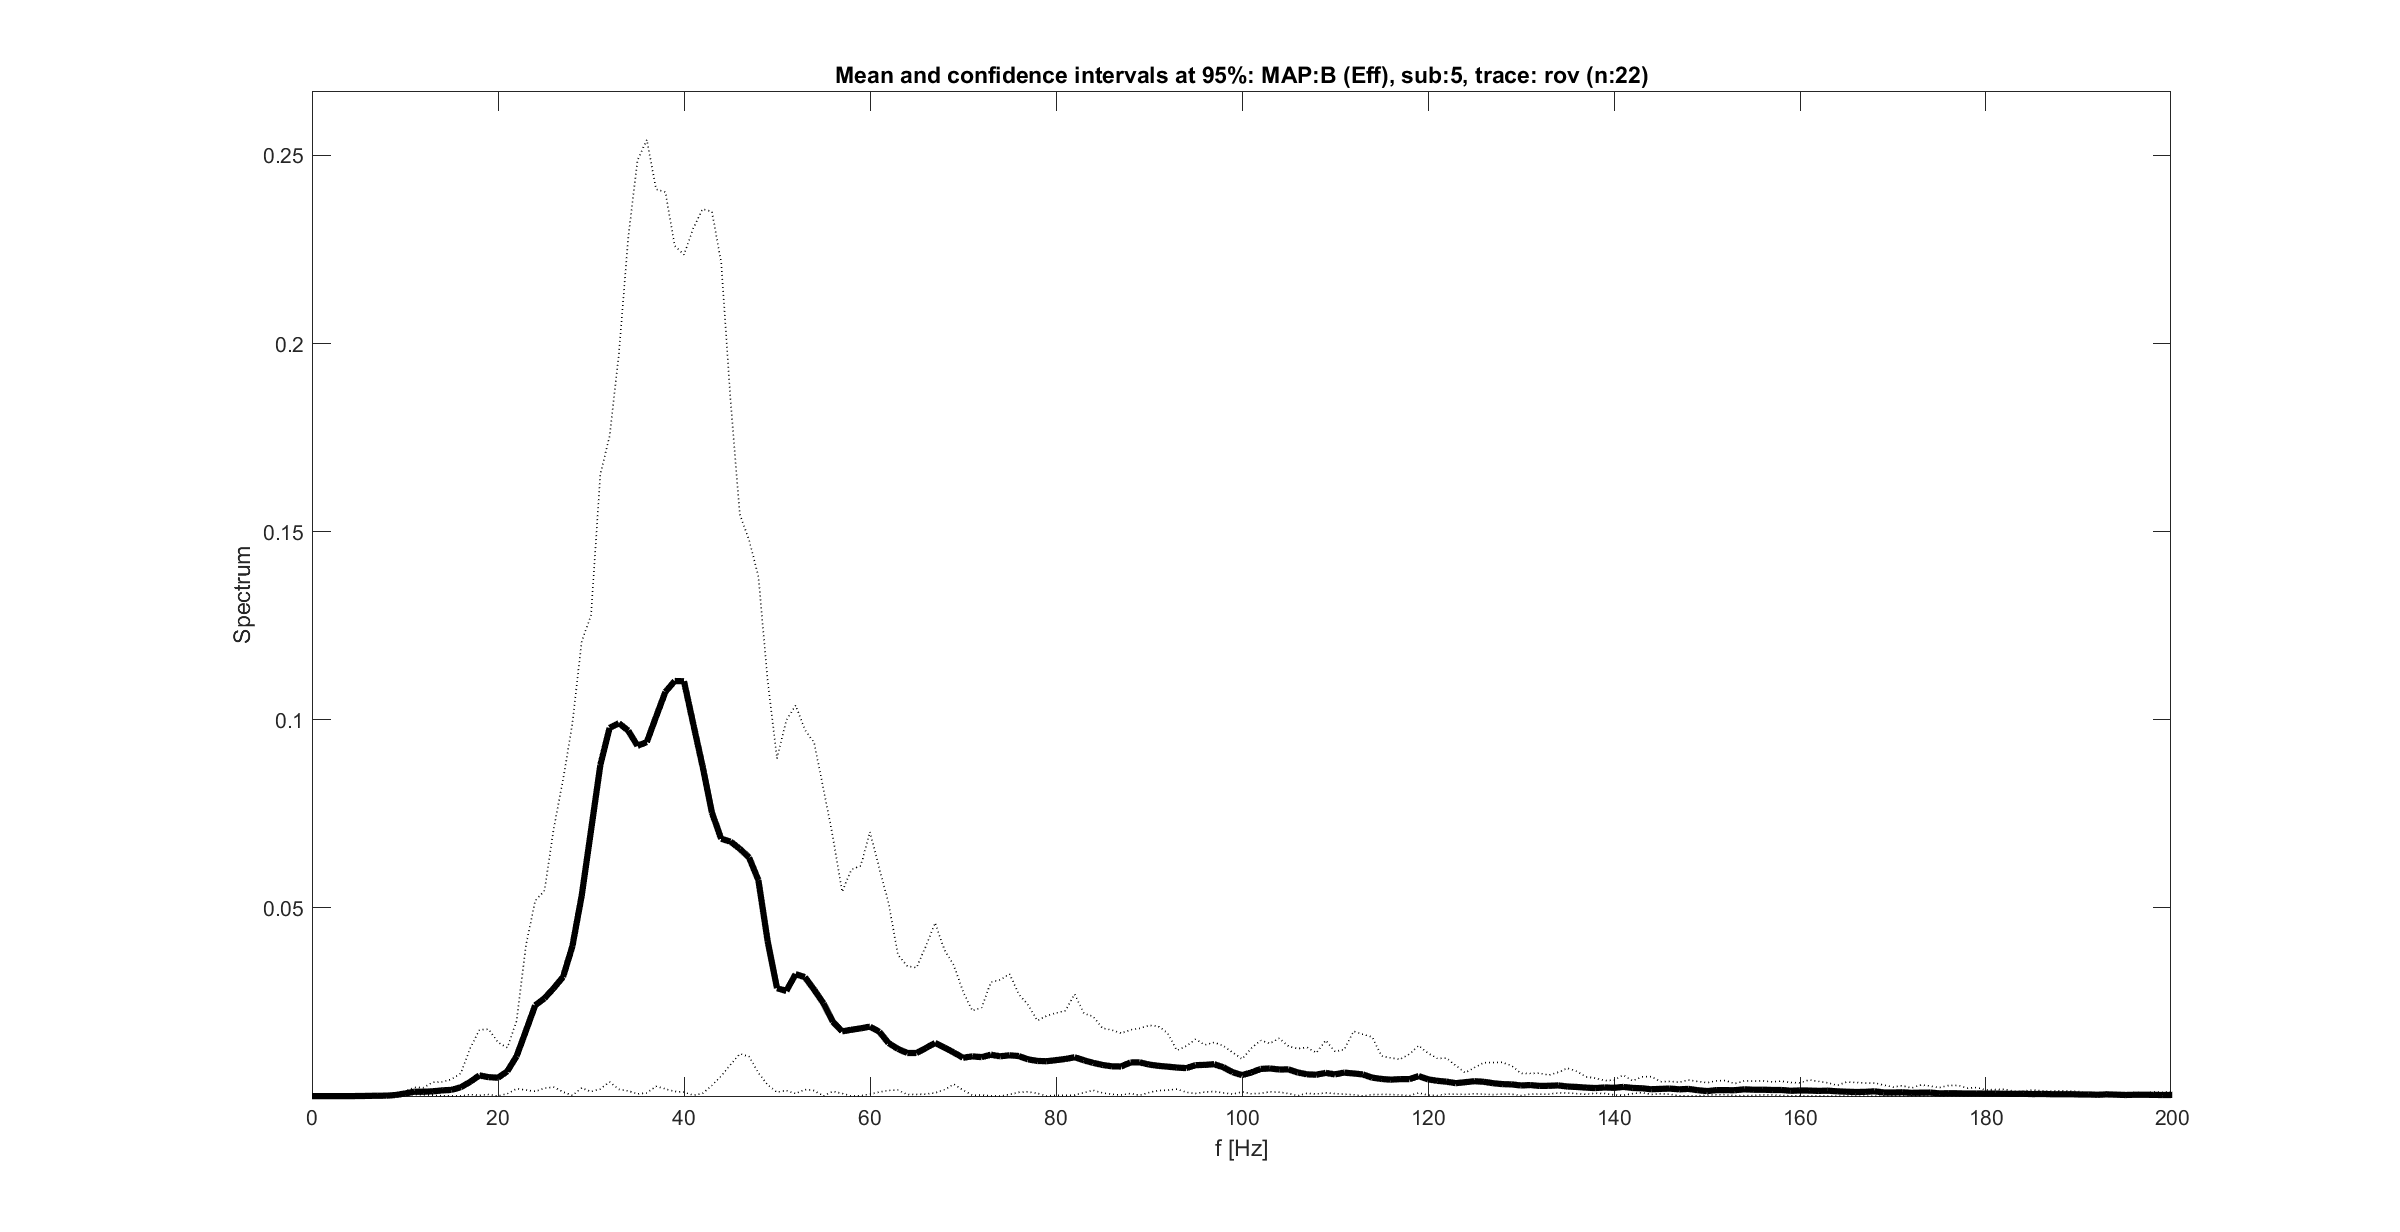 Mean and confidence intervals at 95%: MAP:B (Eff), sub:5, trace: rov (n:22)
0.25
0.2
0.15
0.1
0.05
Spectrum
0 20 40 60 80 100 120 140 160 180 200
f [Hz]